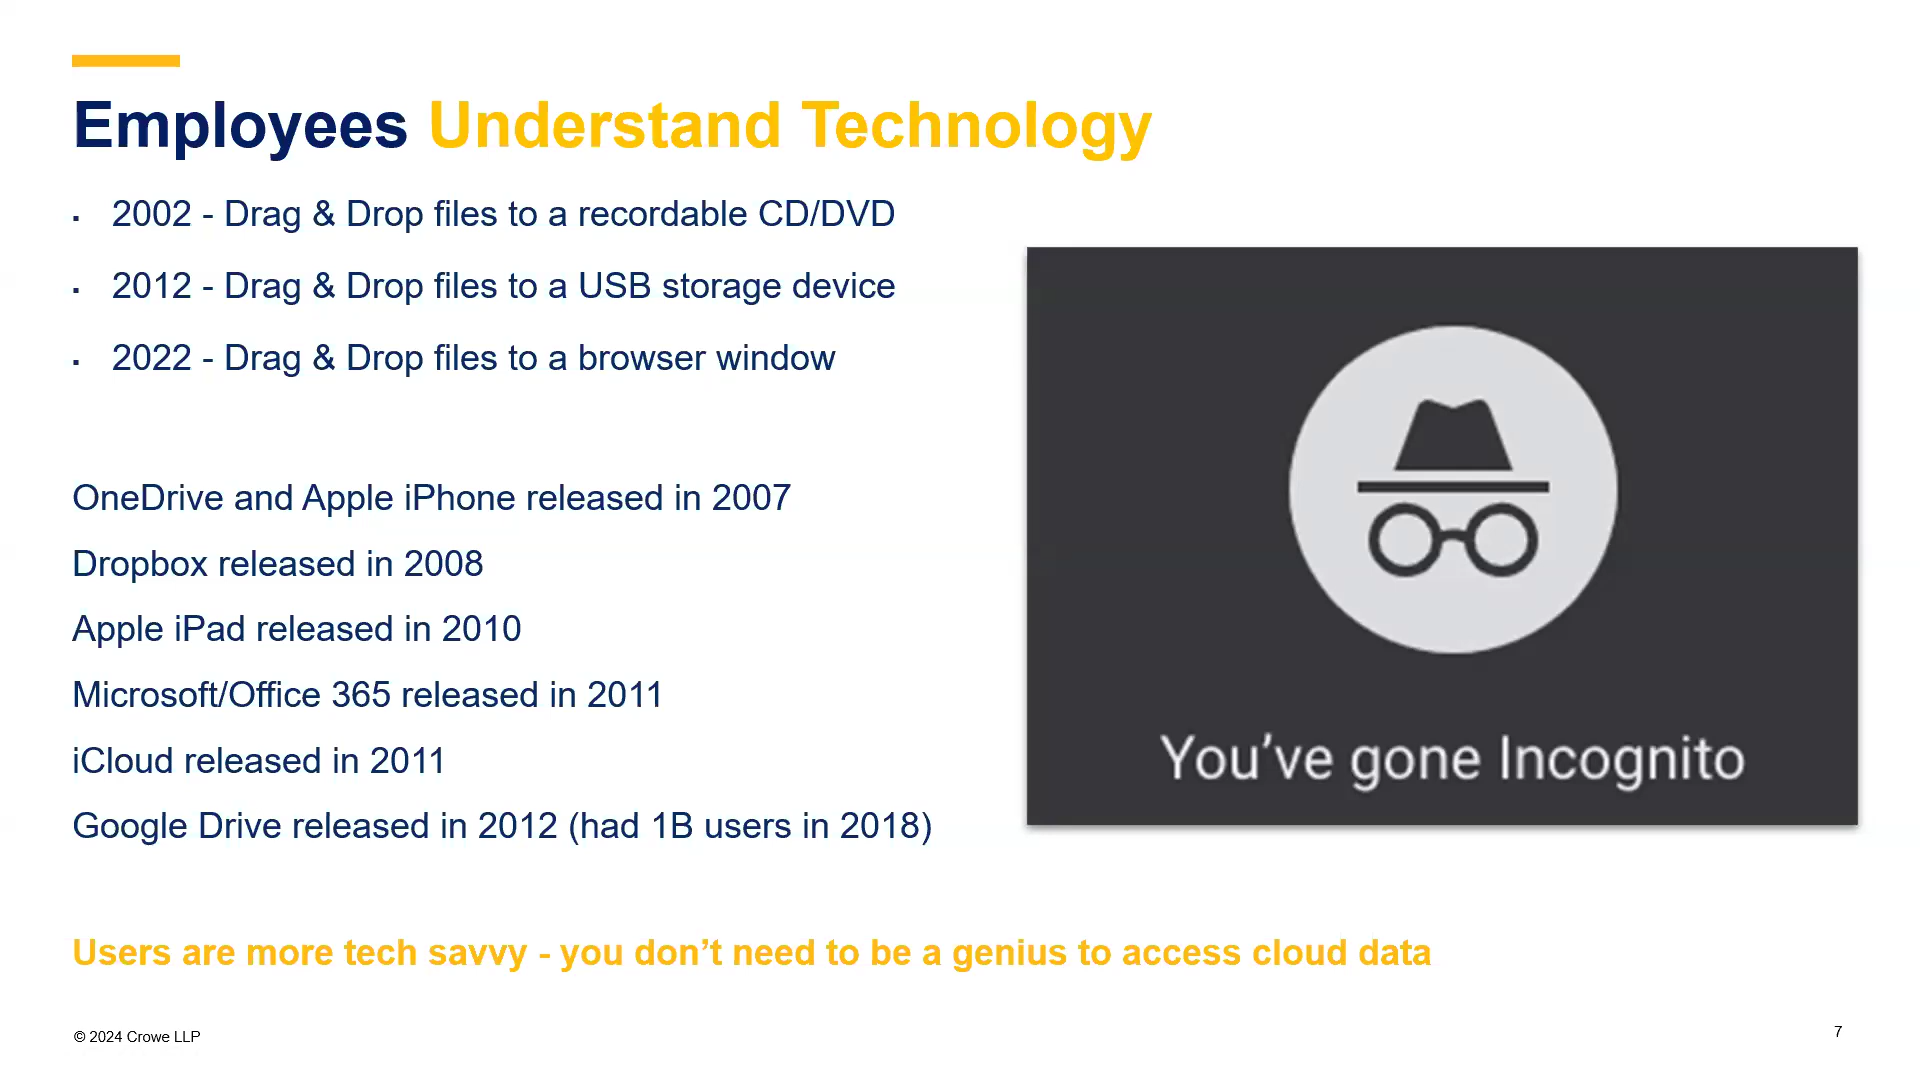 Employees Understand Technology
▪ 2002 - Drag & Drop files to a recordable CD/DVD
▪ 2012 - Drag & Drop files to a USB storage device
▪ 2022 - Drag & Drop files to a browser window
OneDrive and Apple iPhone released in 2007
Dropbox released in 2008
Apple iPad released in 2010
Microsoft/Office 365 released in 2011
iCloud released in 2011
Google Drive released in 2012 (had 1B users in 2018)
You’ve gone Incognito
Users are more tech savvy - you don’t need to be a genius to access cloud data
© 2024 Crowe LLP
7